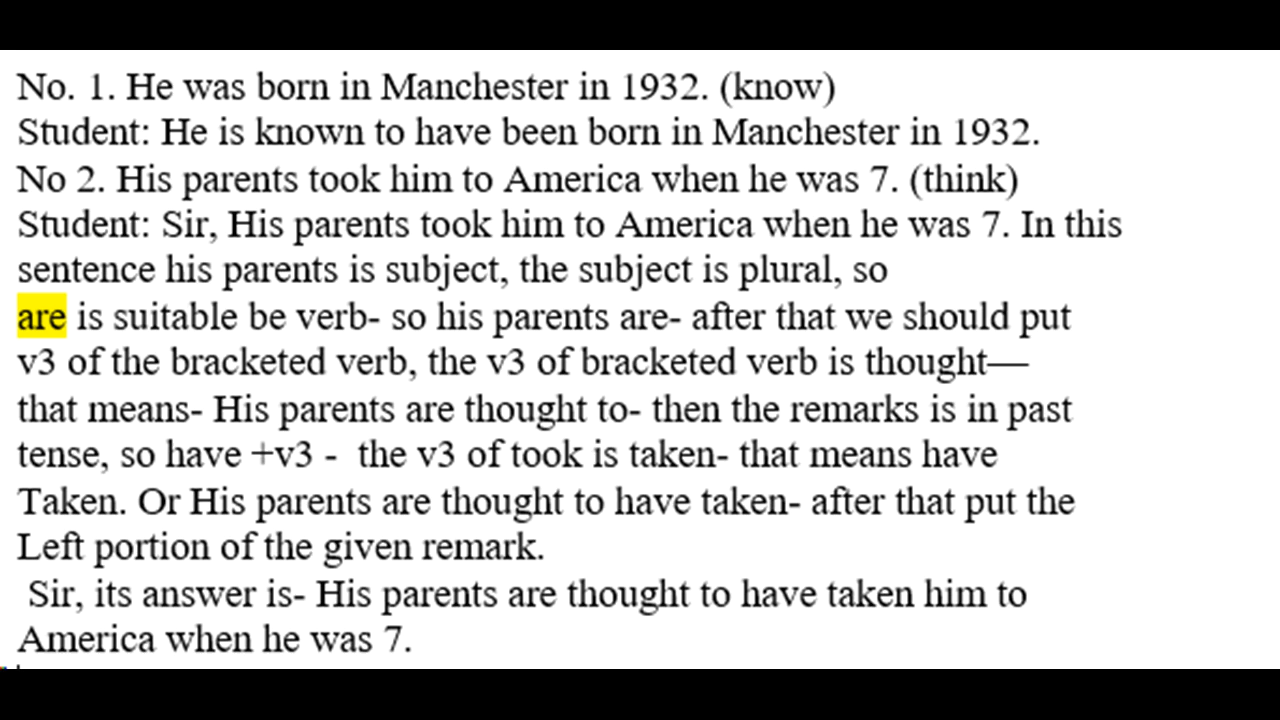 No. 1. He was born in Manchester in 1932. (know)
Student: He is known to have been born in Manchester in 1932.
No 2. His parents took him to America when he was 7. (think)
Student: Sir, His parents took him to America when he was 7. In this
sentence his parents is subject, the subject is plural, so
are is suitable be verb- so his parents are- after that we should put
v3 of the bracketed verb, the v3 of bracketed verb is thought—
that means- His parents are thought to- then the remarks is in past
tense, so have +v3 -  the v3 of took is taken- that means have
Taken. Or His parents are thought to have taken- after that put the
Left portion of the given remark.
Sir, its answer is- His parents are thought to have taken him to
America when he was 7.